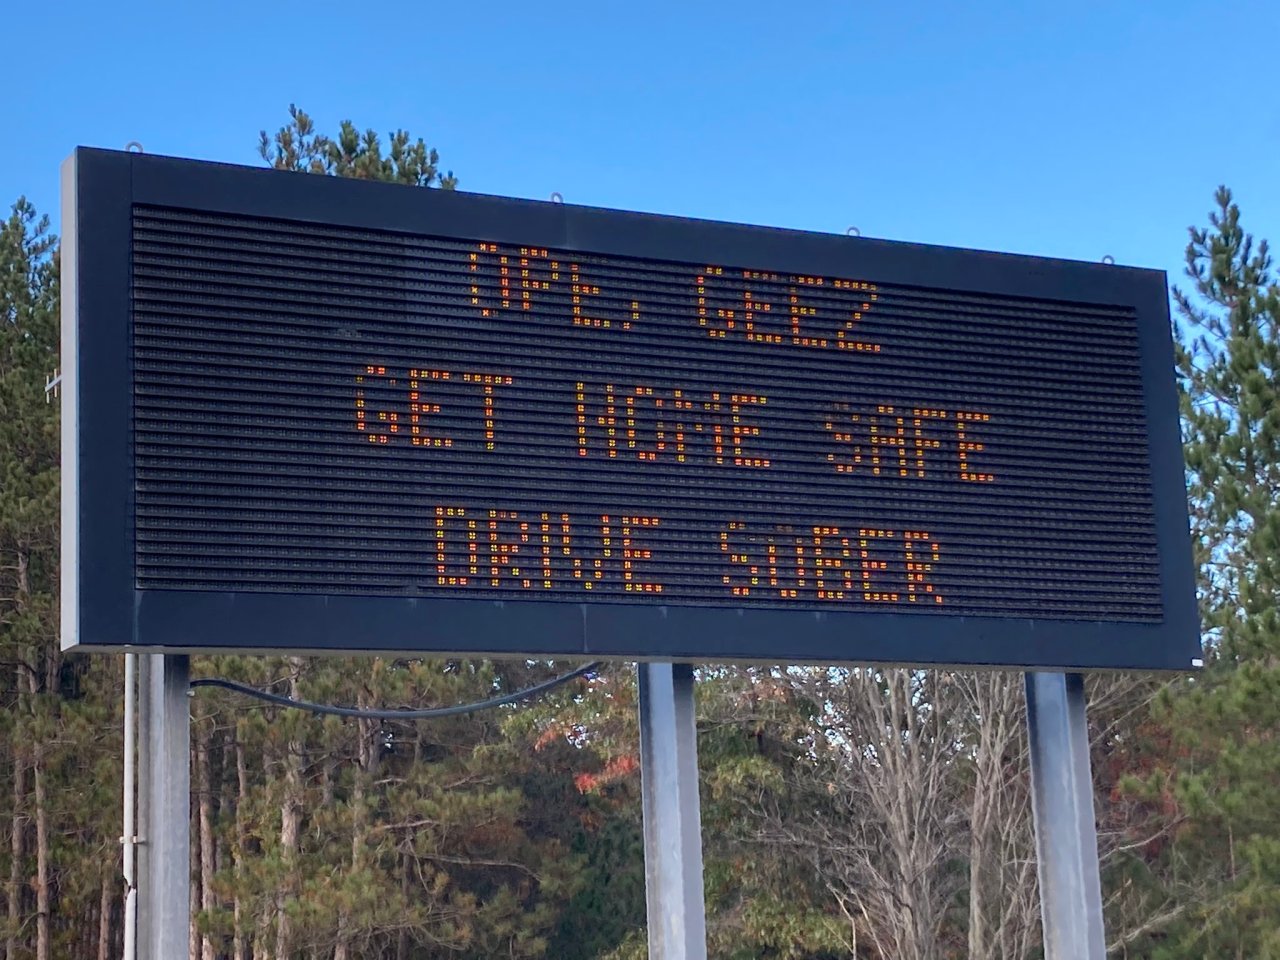 OPE, GEEZ
GET HOME SAFE
DRIVE SOBER